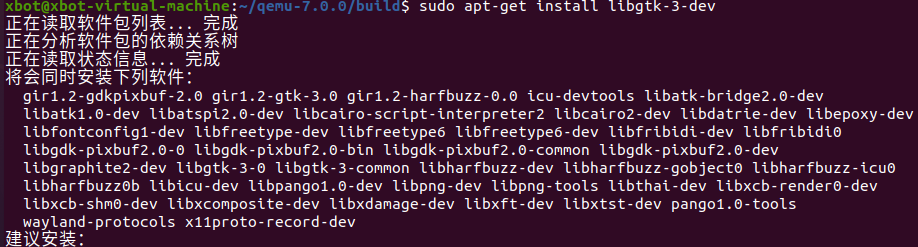 xbot@xbot-virtual-machine:~/qemu-7.0.0/build$ sudo apt-get install libgtk-3-dev
正在读取软件包列表... 完成
正在分析软件包的依赖关系树
正在读取状态信息... 完成
将会同时安装下列软件：
gir1.2-gdkpixbuf-2.0 gir1.2-gtk-3.0 gir1.2-harfbuzz-0.0 icu-devtools libatk-bridge2.0-dev
libatk1.0-dev libatspi2.0-dev libcairo-script-interpreter2 libcairo2-dev libdatrie-dev libepoxy-dev
libfontconfig1-dev libfreetype-dev libfreetype6 libfreetype6-dev libfribidi-dev libfribidi0
libgdk-pixbuf2.0-0 libgdk-pixbuf2.0-bin libgdk-pixbuf2.0-common libgdk-pixbuf2.0-dev
libgraphite2-dev libgtk-3-0 libgtk-3-common libharfbuzz-dev libharfbuzz-gobject0 libharfbuzz-icu0
libharfbuzz0b libicu-dev libpango1.0-dev libpng-dev libpng-tools libthai-dev libxcb-render0-dev
libxcb-shm0-dev libxcomposite-dev libxdamage-dev libxft-dev libxtst-dev pango1.0-tools
wayland-protocols x11proto-record-dev
建议安装：